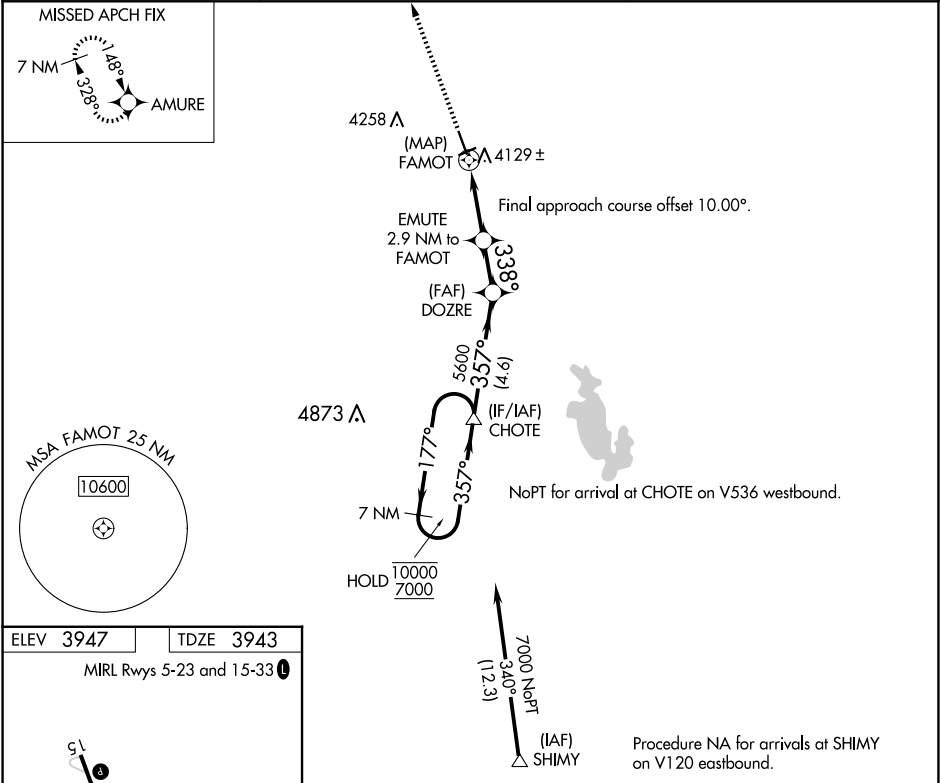 MISSED APCH FIX
7 NM
148°
328°
AMURE
4258
(MAP)
FAMOT
4129 ±
Final approach course offset 10.00°.
EMUTE
2.9 NM to
FAMOT
338°
(FAF)
DOZRE
5600
357°
(4.6)
4873
(IF/IAF)
CHOTE
177°
357°
MSA FAMOT 25 NM
10600
NoPT for arrival at CHOTE on V536 westbound.
7 NM
HOLD
10000
7000
7000 NoPT
340°
(12.3)
(IAF)
SHIMY
Procedure NA for arrivals at SHIMY
on V120 eastbound.
ELEV 3947
TDZE 3943
MIRL Rwys 5-23 and 15-33 L
15
P